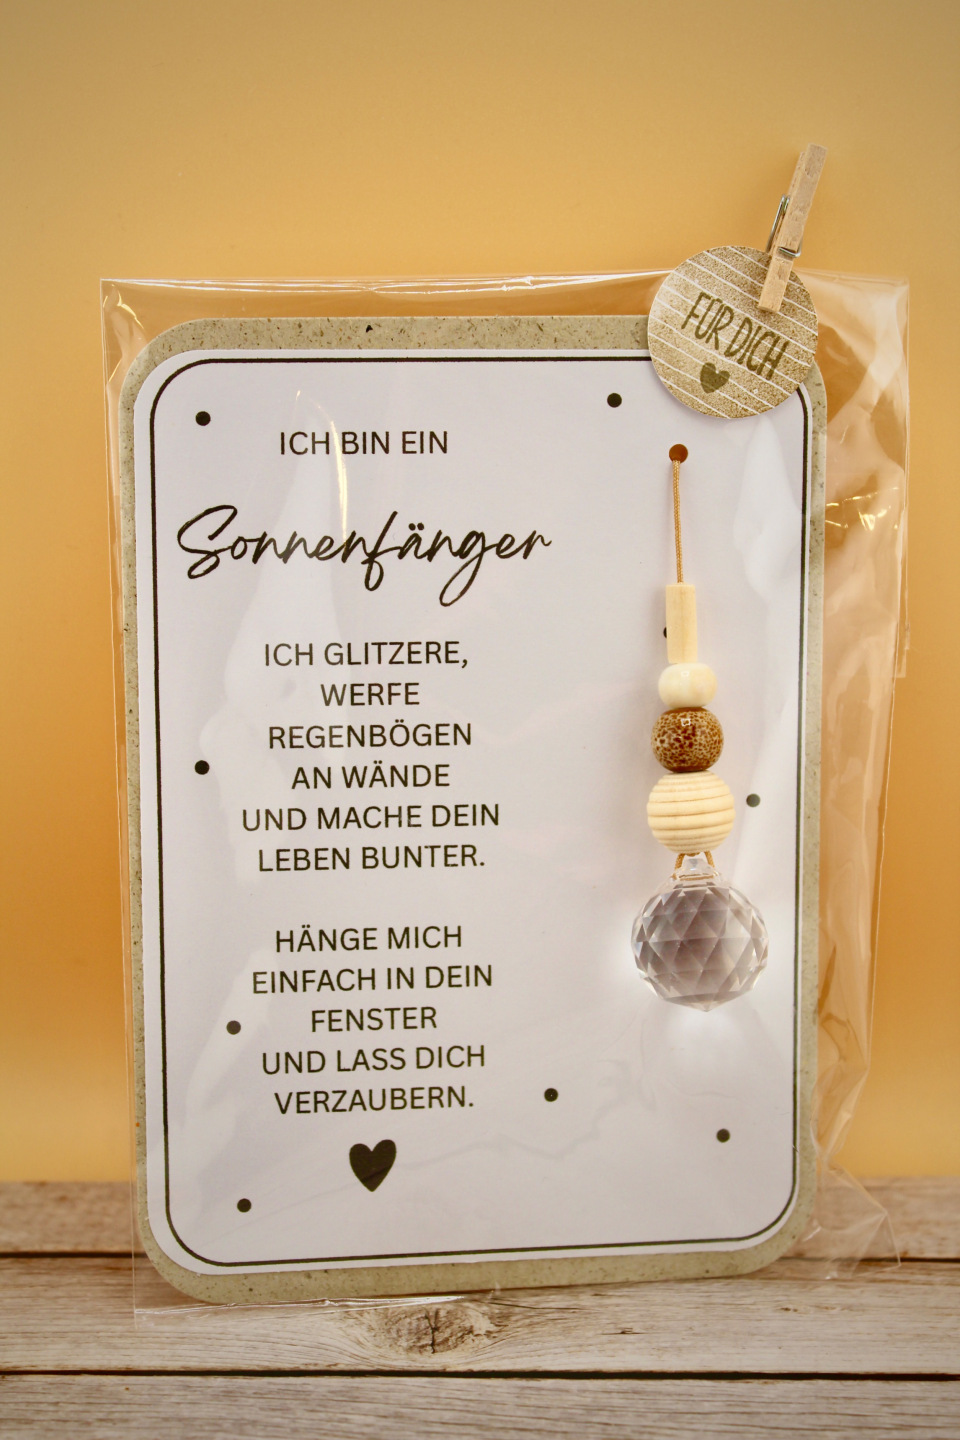 FÜR DICH
ICH BIN EIN
Sonnenfänger
ICH GLITZERE,
WERFE
REGENBÖGEN
AN WÄNDE
UND MACHE DEIN
LEBEN BUNTER.
HÄNGE MICH
EINFACH IN DEIN
FENSTER
UND LASS DICH
VERZAUBERN.